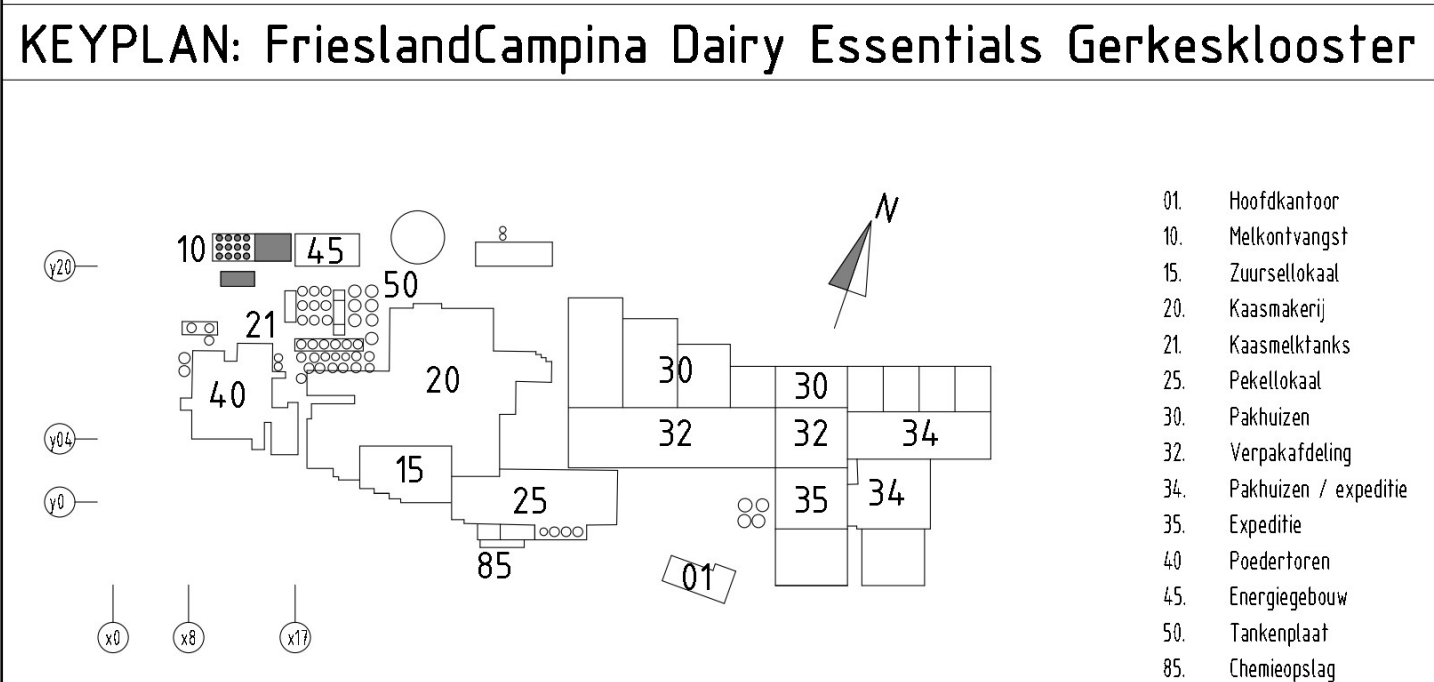 KEYPLAN: FrieslandCampina Dairy Essentials Gerkesklooster
N
10
45
y20
50
21
30
30
20
40
32
32
34
y04
15
25
35
34
y0
85
01
x0
x8
x17
01. Hoofdkantoor
10. Melkontvangst
15. Zuursellokaal
20. Kaasmakerij
21. Kaasmelktanks
25. Pekellokaal
30. Pakhuizen
32. Verpakafdeling
34. Pakhuizen / expeditie
35. Expeditie
40 Poedertoren
45. Energiegebouw
50. Tankenplaat
85. Chemieopslag